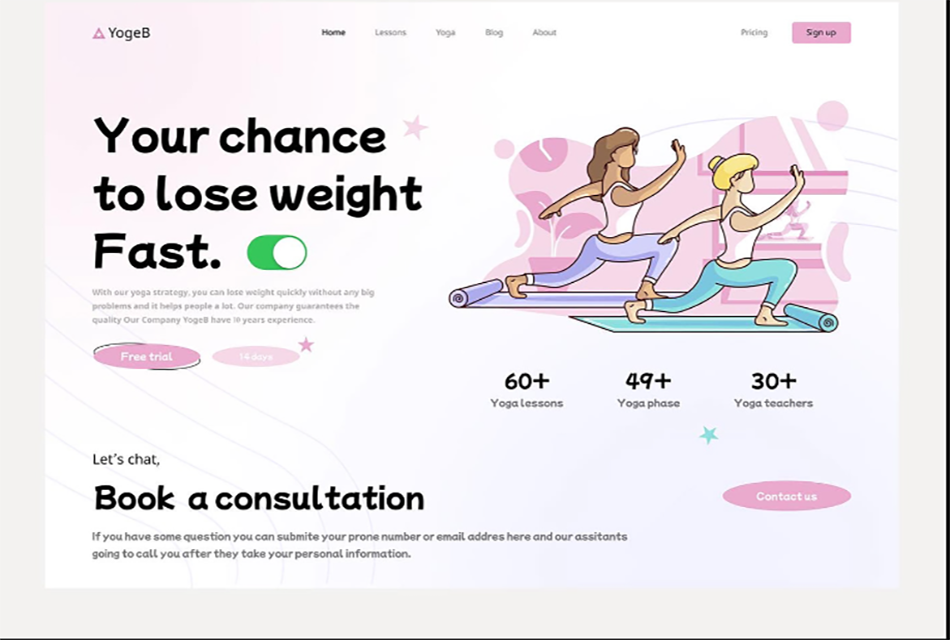 YogeB
Home Lessons Yoga Blog About Pricing Sign up
Your chance
to lose weight
Fast.
With our yoga strategy, you can lose weight quickly without any big
problems and it helps people a lot. Our company guarantees the
quality Our Company YogeB have 10 years experience.
Free trial 14 days
60+ 49+ 30+
Yoga lessons Yoga phase Yoga teachers
Let's chat,
Book a consultation
Contact us
If you have some question you can submite your prone number or email addres here and our assitants
going to call you after they take your personal information.